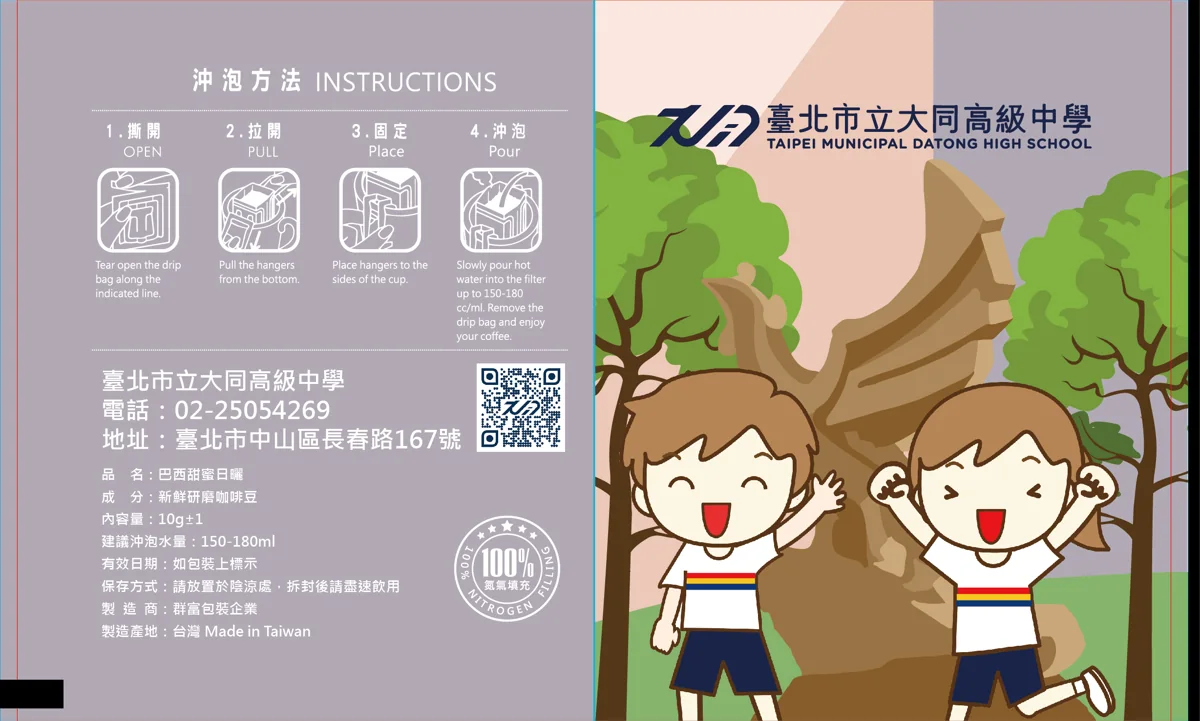 沖泡方法 INSTRUCTIONS
1.撕開
OPEN
2.拉開
PULL
3.固定
Place
4.沖泡
Pour
Tear open the drip
bag along the
indicated line.
Pull the hangers
from the bottom.
Place hangers to the
sides of the cup.
Slowly pour hot
water into the filter
up to 150-180
cc/ml. Remove the
drip bag and enjoy
your coffee.
臺北市立大同高級中學
電話：02-25054269
地址：臺北市中山區長春路167號
品　名：巴西甜蜜日曬
成　分：新鮮研磨咖啡豆
內容量：10g±1
建議沖泡水量：150-180ml
有效日期：如包裝上標示
保存方式：請放置於陰涼處，拆封後請盡速飲用
製 造 商：群富包裝企業
製造產地：台灣 Made in Taiwan
100%
氮氣填充
100% NITROGEN FILLING
臺北市立大同高級中學
TAIPEI MUNICIPAL DATONG HIGH SCHOOL